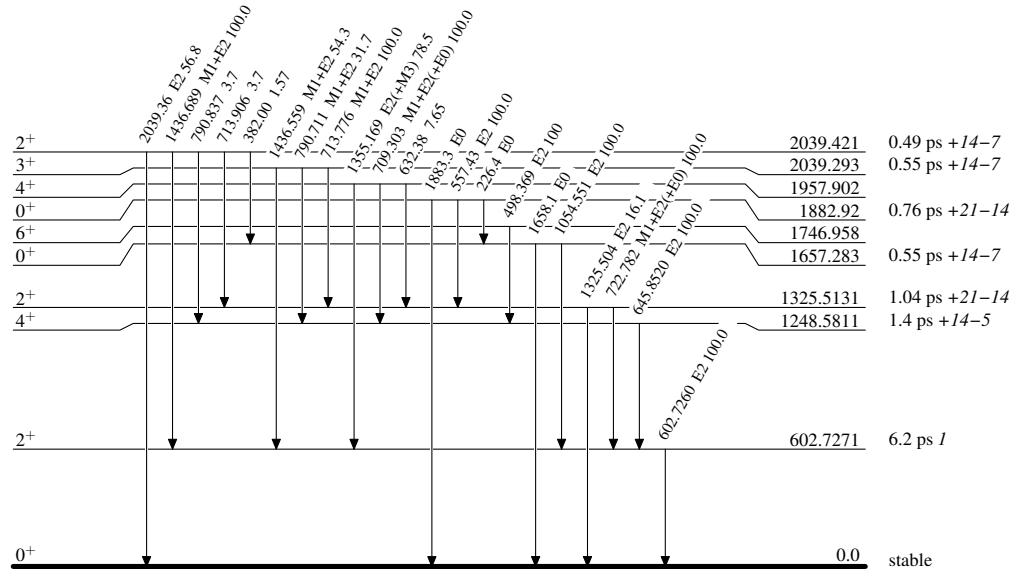 2039.36 E2 56.8
1436.689 M1+E2 100.0
790.837 3.7
713.906 3.7
382.00 1.57
1436.559 M1+E2 54.3
790.711 M1+E2 31.7
713.776 M1+E2 100.0
1355.169 E2(+M3) 78.5
709.303 M1+E2(+E0) 100.0
632.38 7.65
1883.3 E0
557.43 E2 100.0
226.4 E0
498.369 E2 100
1658.1 E0
1054.551 E2 100.0
1325.504 E2 16.1
722.782 M1+E2(+E0) 100.0
645.8520 E2 100.0
602.7260 E2 100.0
2+ 2039.421 0.49 ps +14−7
3+ 2039.293 0.55 ps +14−7
4+ 1957.902
0+ 1882.92 0.76 ps +21−14
6+ 1746.958
0+ 1657.283 0.55 ps +14−7
2+ 1325.5131 1.04 ps +21−14
4+ 1248.5811 1.4 ps +14−5
2+ 602.7271 6.2 ps 1
0+ 0.0 stable